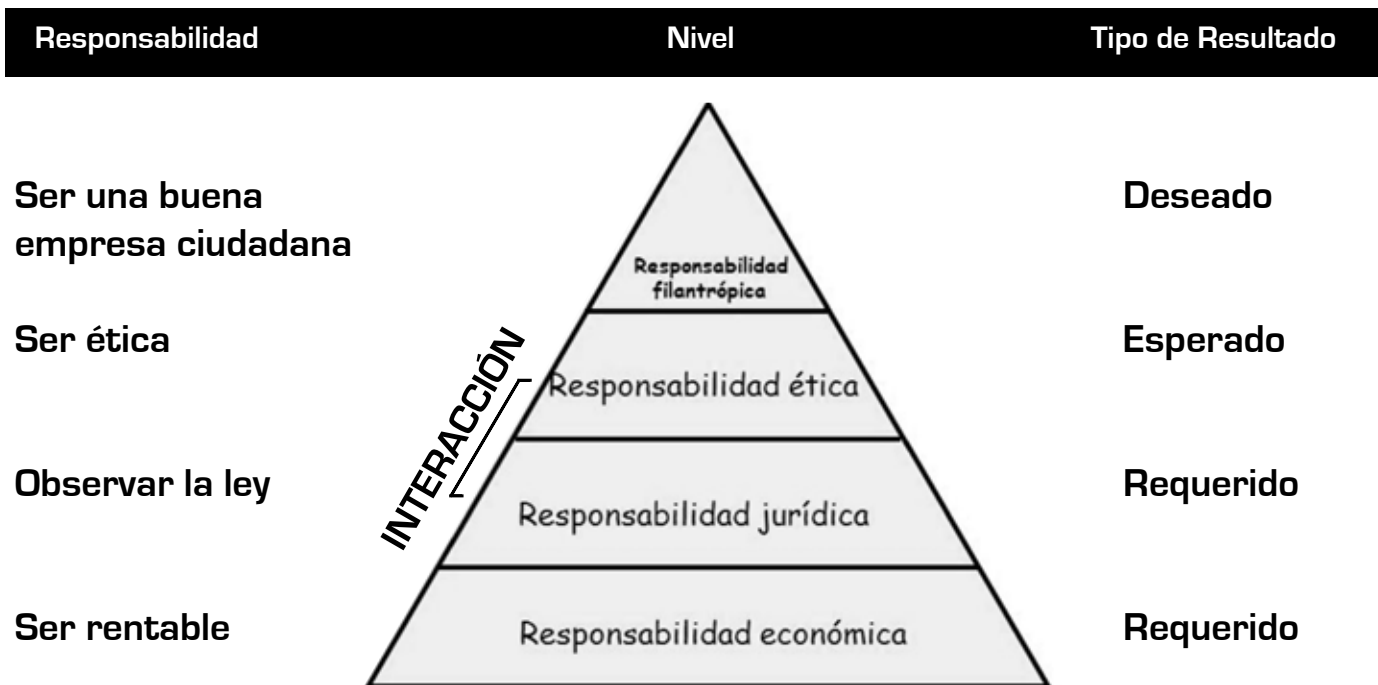 Responsabilidad
Nivel
Tipo de Resultado
Ser una buena
empresa ciudadana
Responsabilidad
filantrópica
Deseado
Ser ética
Responsabilidad ética
Esperado
INTERACCIÓN
Observar la ley
Responsabilidad jurídica
Requerido
Ser rentable
Responsabilidad económica
Requerido